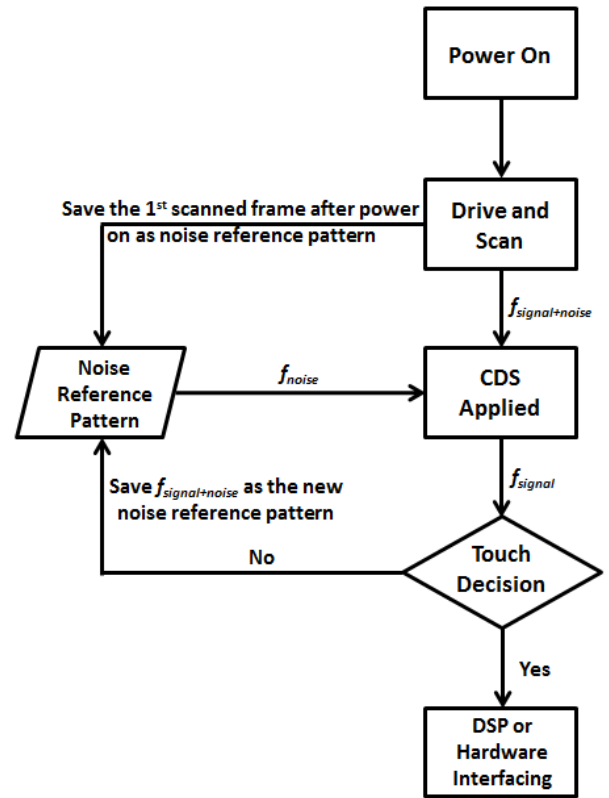 Power On
Save the 1st scanned frame after power
on as noise reference pattern
Drive and
Scan
fsignal+noise
Noise
Reference
Pattern
fnoise
CDS
Applied
fsignal
Save fsignal+noise as the new
noise reference pattern
No
Touch
Decision
Yes
DSP or
Hardware
Interfacing